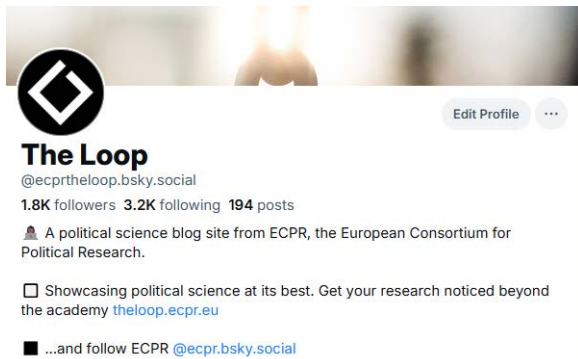 Edit Profile ...
The Loop
@ecprtheloop.bsky.social
1.8K followers 3.2K following 194 posts
A political science blog site from ECPR, the European Consortium for
Political Research.
Showcasing political science at its best. Get your research noticed beyond
the academy theloop.ecpr.eu
...and follow ECPR @ecpr.bsky.social